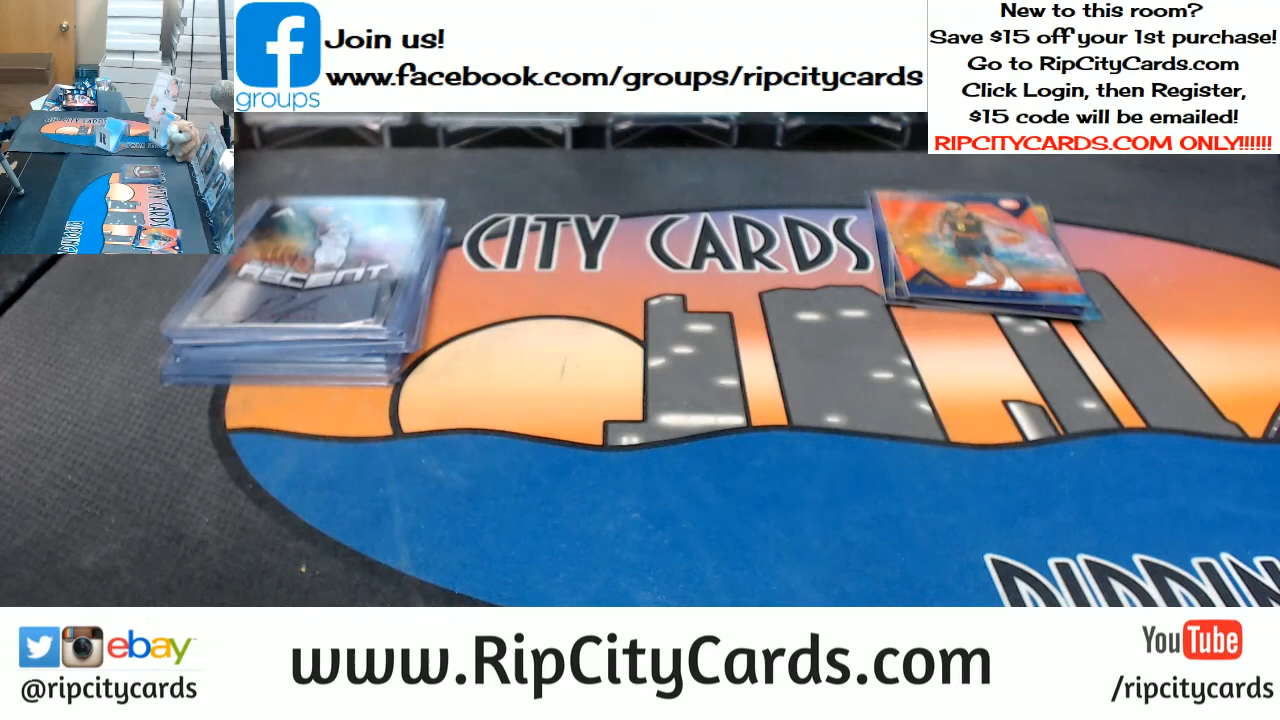 groups
Join us!
www.facebook.com/groups/ripcitycards
New to this room?
Save $15 off your 1st purchase!
Go to RipCityCards.com
Click Login, then Register,
$15 code will be emailed!
RIPCITYCARDS.COM ONLY!!!!!!
CITY CARDS
ASCENT
RIPPIN
ebay
@ripcitycards
www.RipCityCards.com
YouTube
/ripcitycards